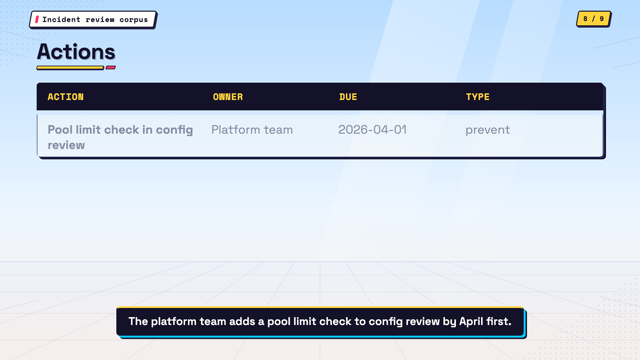 Incident review corpus
8 / 9
Actions
ACTION OWNER DUE TYPE
Pool limit check in config review Platform team 2026-04-01 prevent
The platform team adds a pool limit check to config review by April first.